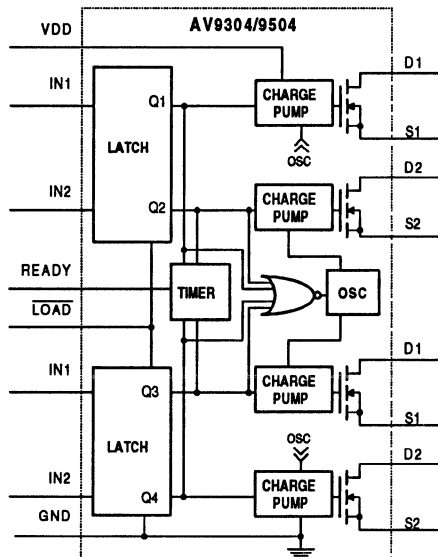 AV9304/9504
VDD
D1
IN1
Q1
CHARGE PUMP
LATCH
OSC
S1
D2
IN2
Q2
CHARGE PUMP
S2
READY
TIMER
OSC
LOAD
D1
IN1
Q3
CHARGE PUMP
S1
LATCH
OSC
D2
IN2
Q4
CHARGE PUMP
GND
S2